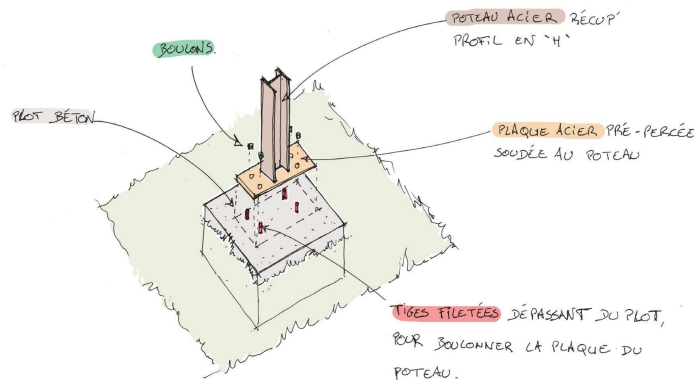 POTEAU ACIER RÉCUP'
PROFIL EN "H"
BOULONS.
PLOT BÉTON
PLAQUE ACIER PRÉ-PERCÉE
SOUDÉE AU POTEAU
TIGES FILETÉES DÉPASSANT DU PLOT,
POUR BOULONNER LA PLAQUE DU
POTEAU.